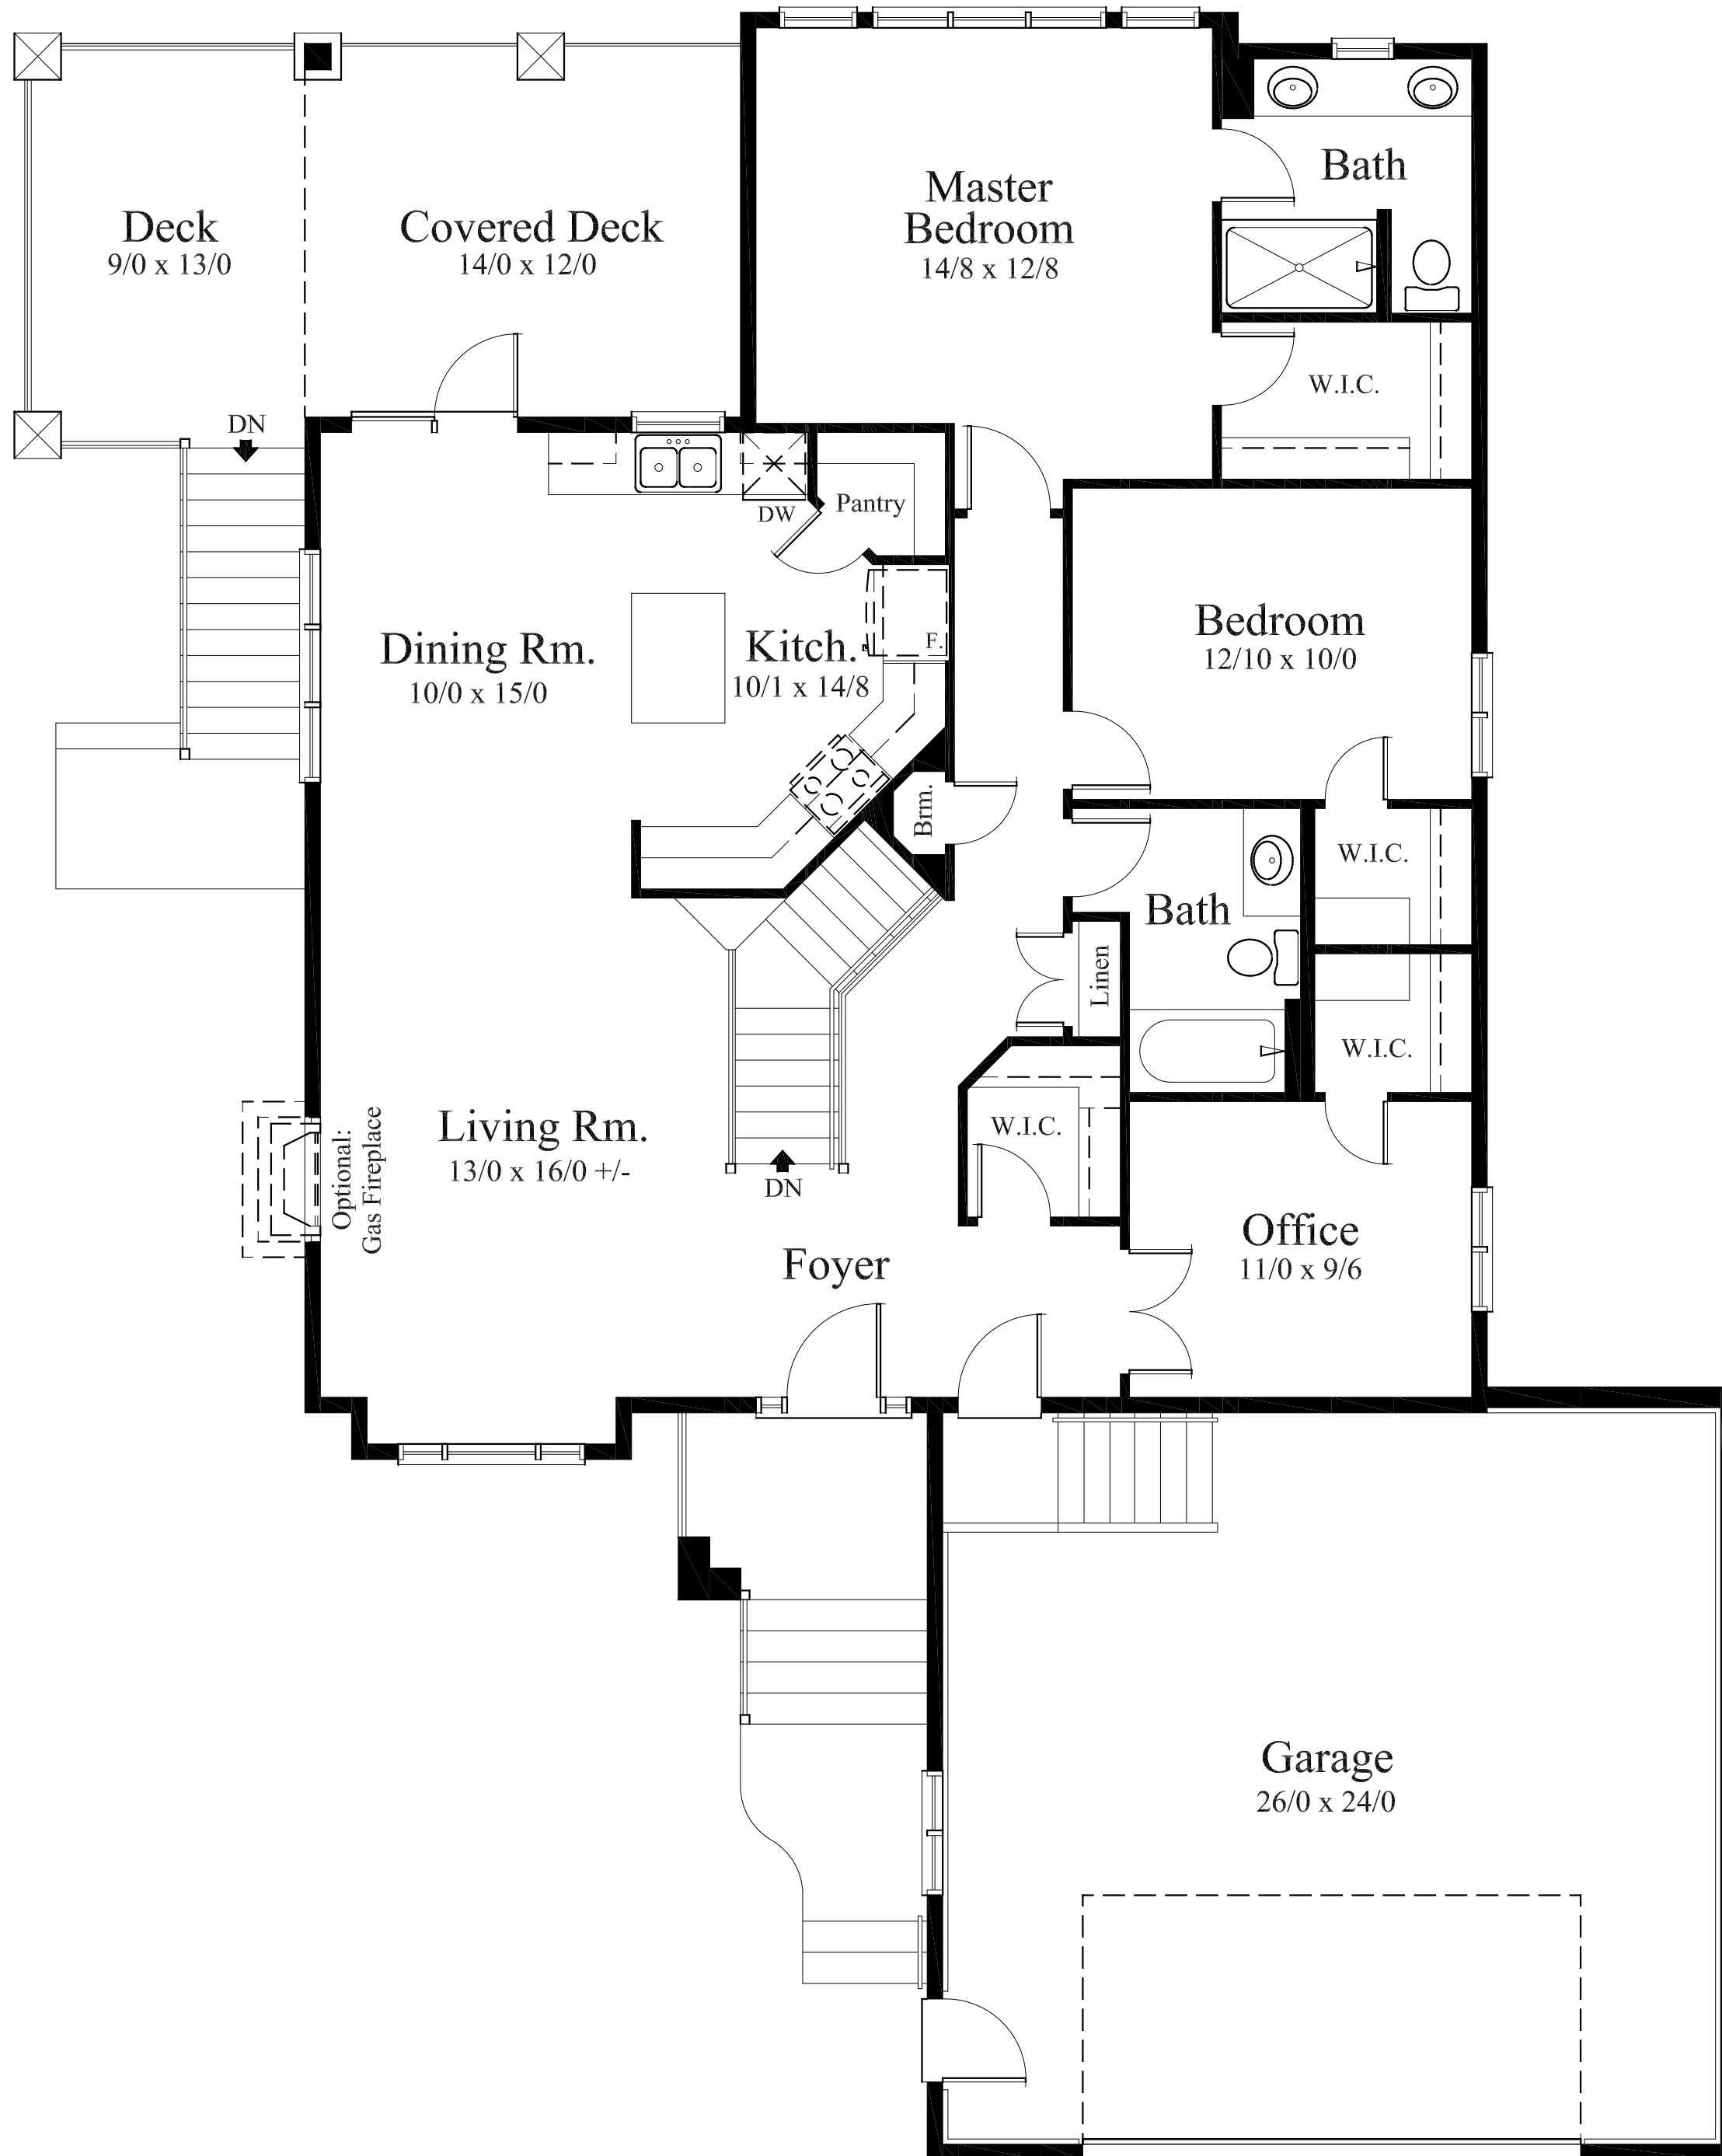 Deck
9/0 x 13/0
Covered Deck
14/0 x 12/0
Master
Bedroom
14/8 x 12/8
Bath
W.I.C.
DN
DW
Pantry
Dining Rm.
10/0 x 15/0
Kitch.
10/1 x 14/8
F.
Bedroom
12/10 x 10/0
Brm.
W.I.C.
Bath
Linen
W.I.C.
Living Rm.
13/0 x 16/0 +/-
Optional:
Gas Fireplace
DN
W.I.C.
Foyer
Office
11/0 x 9/6
Garage
26/0 x 24/0